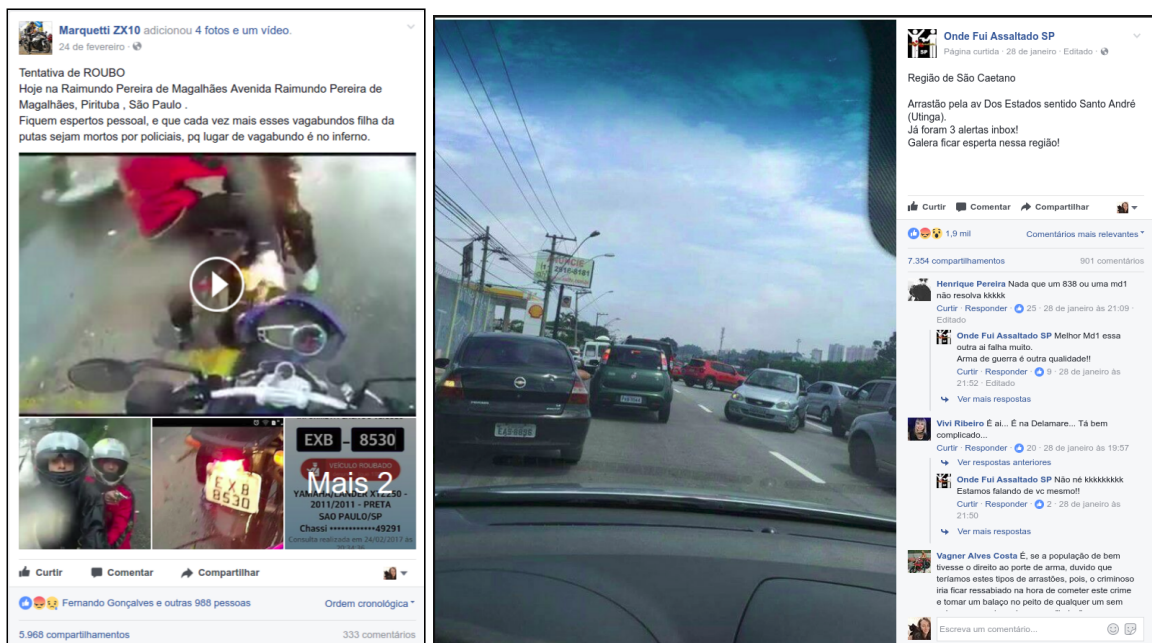 Marquetti ZX10 adicionou 4 fotos e um vídeo.
24 de fevereiro ·
Tentativa de ROUBO
Hoje na Raimundo Pereira de Magalhães Avenida Raimundo Pereira de
Magalhães, Pirituba , São Paulo .
Fiquem espertos pessoal, e que cada vez mais esses vagabundos filha da
putas sejam mortos por policiais, pq lugar de vagabundo é no inferno.
EXB
8530
EXB - 8530
VEICULO ROUBADO
Mais 2
YAMAHA/LANDER XTZ250 -
2011/2011 - PRETA
SAO PAULO/SP
Chassi ••••••••••••49291
Consulta realizada em 24/02/2017 às
Curtir Comentar Compartilhar
Fernando Gonçalves e outras 988 pessoas
Ordem cronológica
5.968 compartilhamentos
333 comentários
ANUNCIE
Onde Fui Assaltado SP
Página curtida · 28 de janeiro · Editado ·
Região de São Caetano
Arrastão pela av Dos Estados sentido Santo André
(Utinga).
Já foram 3 alertas inbox!
Galera ficar esperta nessa região!
Curtir Comentar Compartilhar
1,9 mil
Comentários mais relevantes
7.354 compartilhamentos
901 comentários
Henrique Pereira Nada que um 838 ou uma md1
não resolva kkkkk
Curtir · Responder · 25 · 28 de janeiro às 21:09 ·
Editado
Onde Fui Assaltado SP Melhor Md1 essa
outra ai falha muito.
Arma de guerra é outra qualidade!!
Curtir · Responder · 9 · 28 de janeiro às
21:52 · Editado
Ver mais respostas
Vivi Ribeiro É ai... É na Delamare... Tá bem
complicado...
Curtir · Responder · 20 · 28 de janeiro às 19:57
Ver respostas anteriores
Onde Fui Assaltado SP Não né kkkkkkkkk
Estamos falando de vc mesmo!!
Curtir · Responder · 2 · 28 de janeiro às
21:50
Ver mais respostas
Vagner Alves Costa É, se a população de bem
tivesse o direito ao porte de arma, duvido que
teríamos estes tipos de arrastões, pois, o criminoso
iria ficar ressabiado na hora de cometer este crime
e tomar um balaço no peito de qualquer um sem
Escreva um comentário...